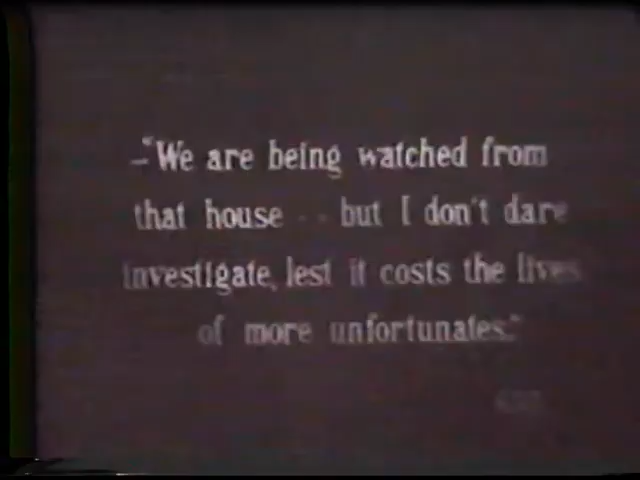 –"We are being watched from
that house -- but I don't dare
investigate, lest it costs the lives
of more unfortunates."